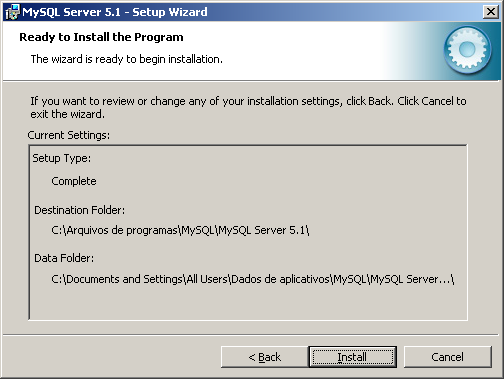 MySQL Server 5.1 - Setup Wizard
Ready to Install the Program
The wizard is ready to begin installation.
If you want to review or change any of your installation settings, click Back. Click Cancel to
exit the wizard.
Current Settings:
Setup Type:
Complete
Destination Folder:
C:\Arquivos de programas\MySQL\MySQL Server 5.1\
Data Folder:
C:\Documents and Settings\All Users\Dados de aplicativos\MySQL\MySQL Server...\
< Back
Install
Cancel